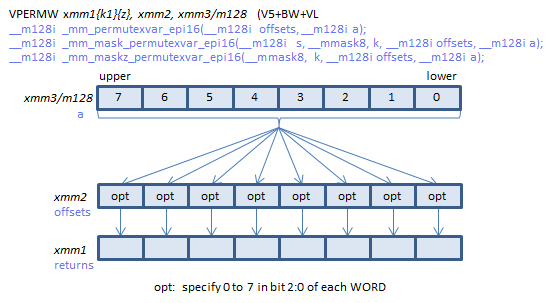 VPERMW xmm1{k1}{z}, xmm2, xmm3/m128 (V5+BW+VL
__m128i _mm_permutexvar_epi16(__m128i offsets, __m128i a);
__m128i _mm_mask_permutexvar_epi16(__m128i s, __mmask8, k, __m128i offsets, __m128i a);
__m128i _mm_maskz_permutexvar_epi16(__mmask8, k, __m128i offsets, __m128i a);
upper lower
xmm3/m128 7 6 5 4 3 2 1 0
a
xmm2 opt opt opt opt opt opt opt opt
offsets
xmm1
returns
opt: specify 0 to 7 in bit 2:0 of each WORD